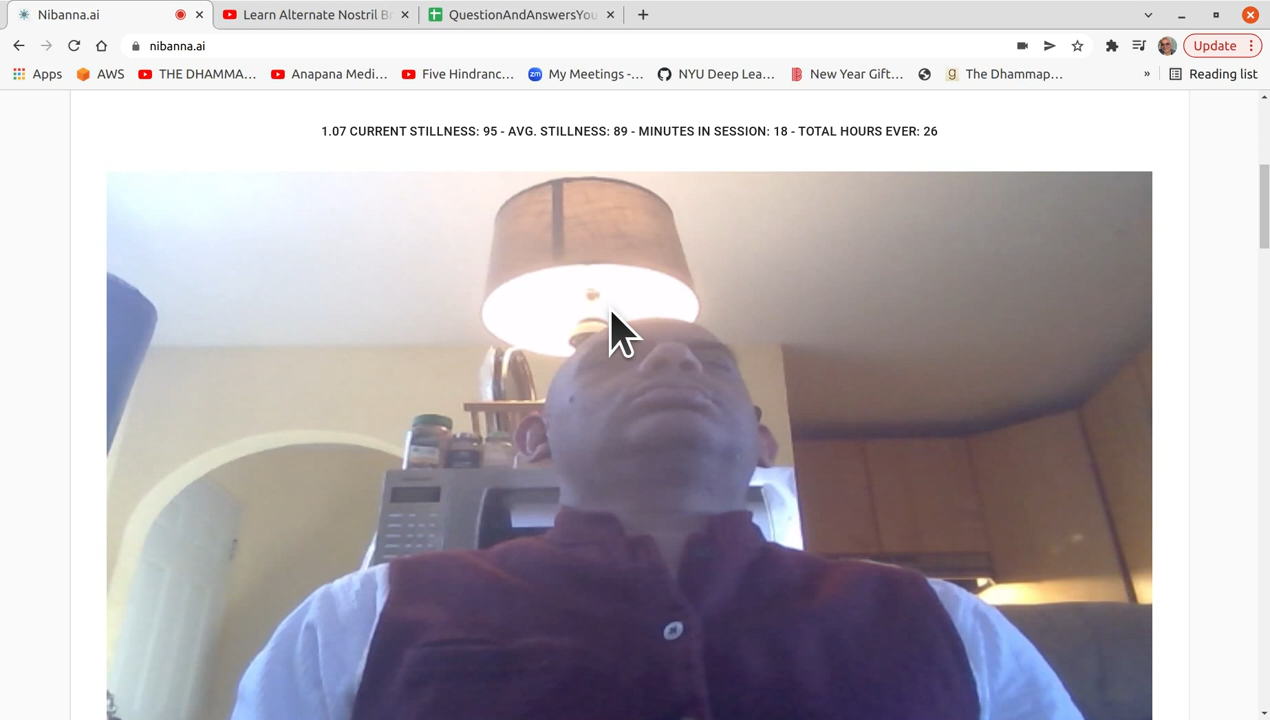 Nibanna.ai
Learn Alternate Nostril Br
QuestionAndAnswersYou
nibanna.ai
Update
Apps
AWS
THE DHAMMA…
Anapana Medi…
Five Hindranc…
My Meetings -…
NYU Deep Lea…
New Year Gift…
The Dhammap…
»
Reading list
1.07 CURRENT STILLNESS: 95 - AVG. STILLNESS: 89 - MINUTES IN SESSION: 18 - TOTAL HOURS EVER: 26